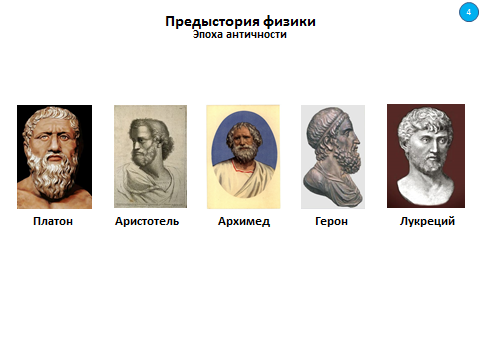 4
Предыстория физики
Эпоха античности
Платон
Аристотель
Архимед
Герон
Лукреций